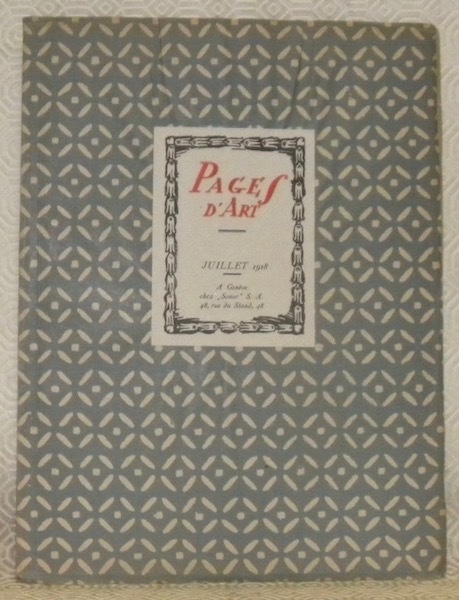 PAGES
D'ART
JUILLET 1918
A Genève
chez „Sonor" S. A.
48, rue du Stand, 48